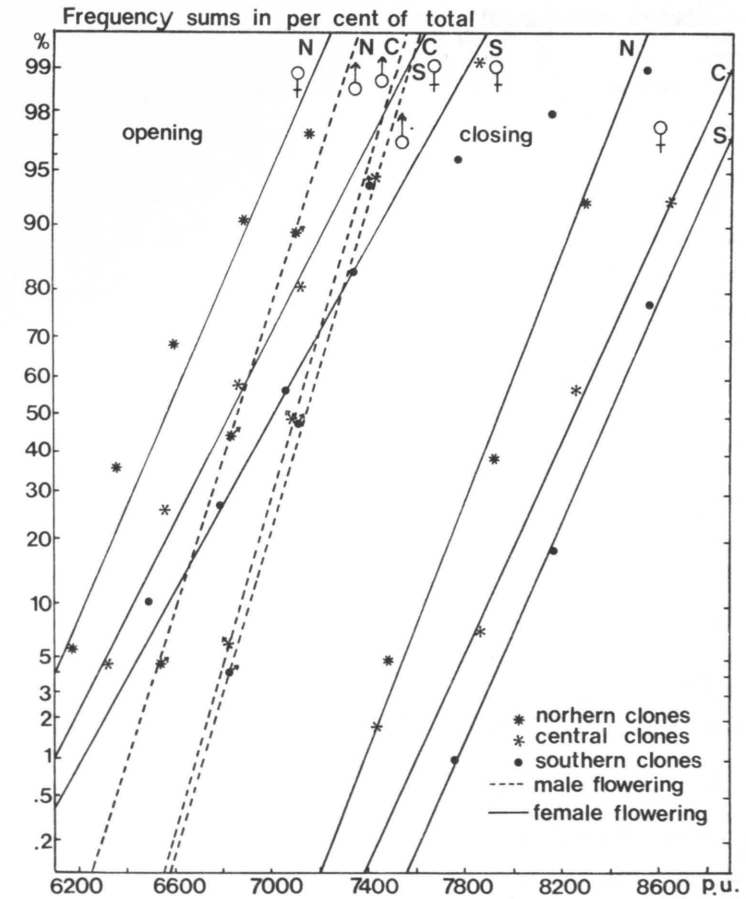 Frequency sums in per cent of total
%
N N C C S N
99 S C
98
opening closing S
95
90
80
70
60
50
40
30
20
10
5
3
2
1
.5
.2
norhern clones
central clones
southern clones
male flowering
female flowering
6200 6600 7000 7400 7800 8200 8600 p.u.